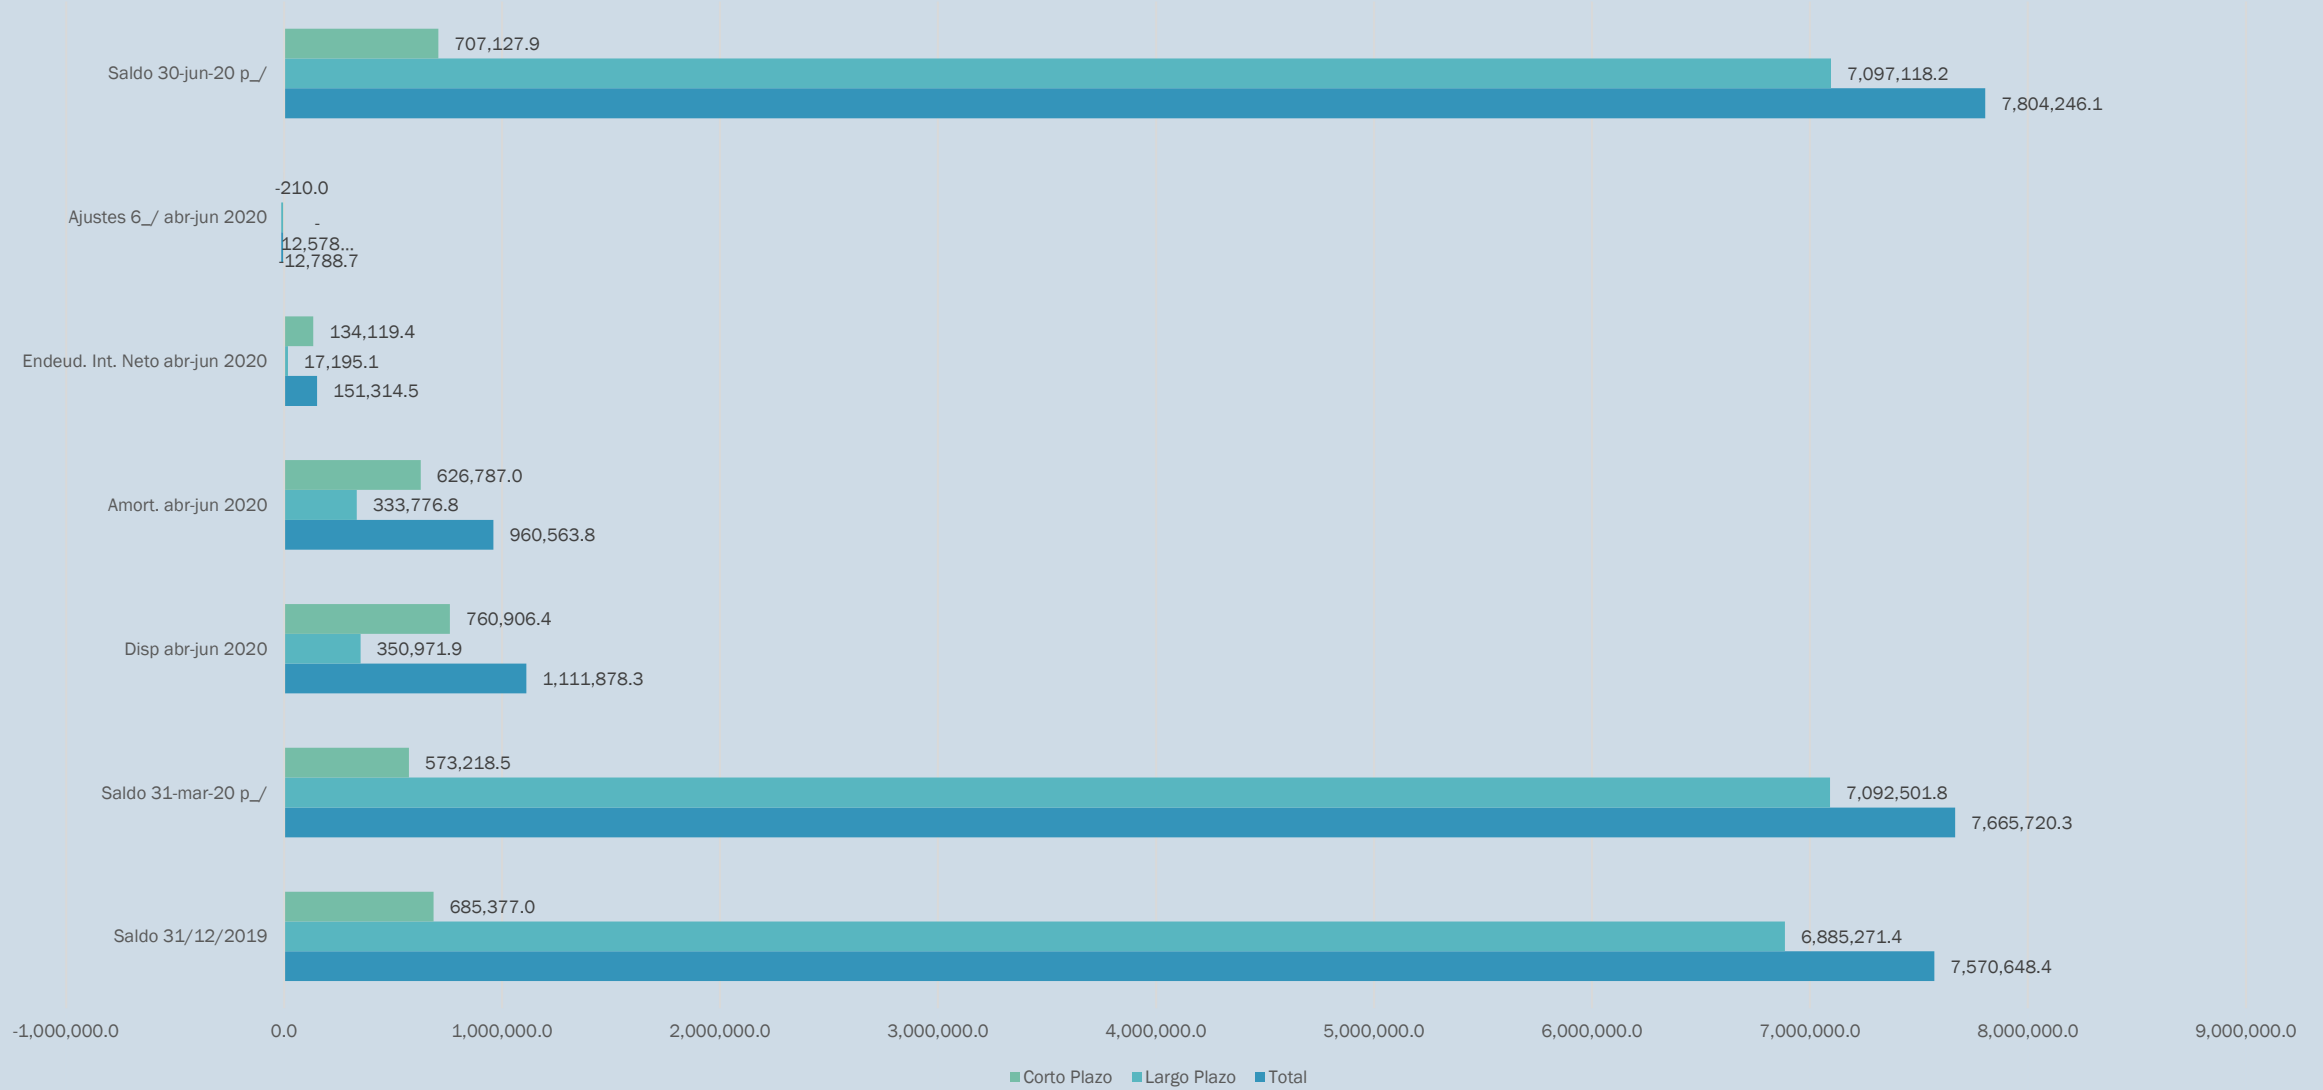 707,127.9
Saldo 30-jun-20 p_/
7,097,118.2
7,804,246.1
-210.0
Ajustes 6_/ abr-jun 2020
-
12,578...
-12,788.7
134,119.4
Endeud. Int. Neto abr-jun 2020
17,195.1
151,314.5
626,787.0
Amort. abr-jun 2020
333,776.8
960,563.8
760,906.4
Disp abr-jun 2020
350,971.9
1,111,878.3
573,218.5
Saldo 31-mar-20 p_/
7,092,501.8
7,665,720.3
685,377.0
Saldo 31/12/2019
6,885,271.4
7,570,648.4
-1,000,000.0 0.0 1,000,000.0 2,000,000.0 3,000,000.0 4,000,000.0 5,000,000.0 6,000,000.0 7,000,000.0 8,000,000.0 9,000,000.0
Corto Plazo Largo Plazo Total